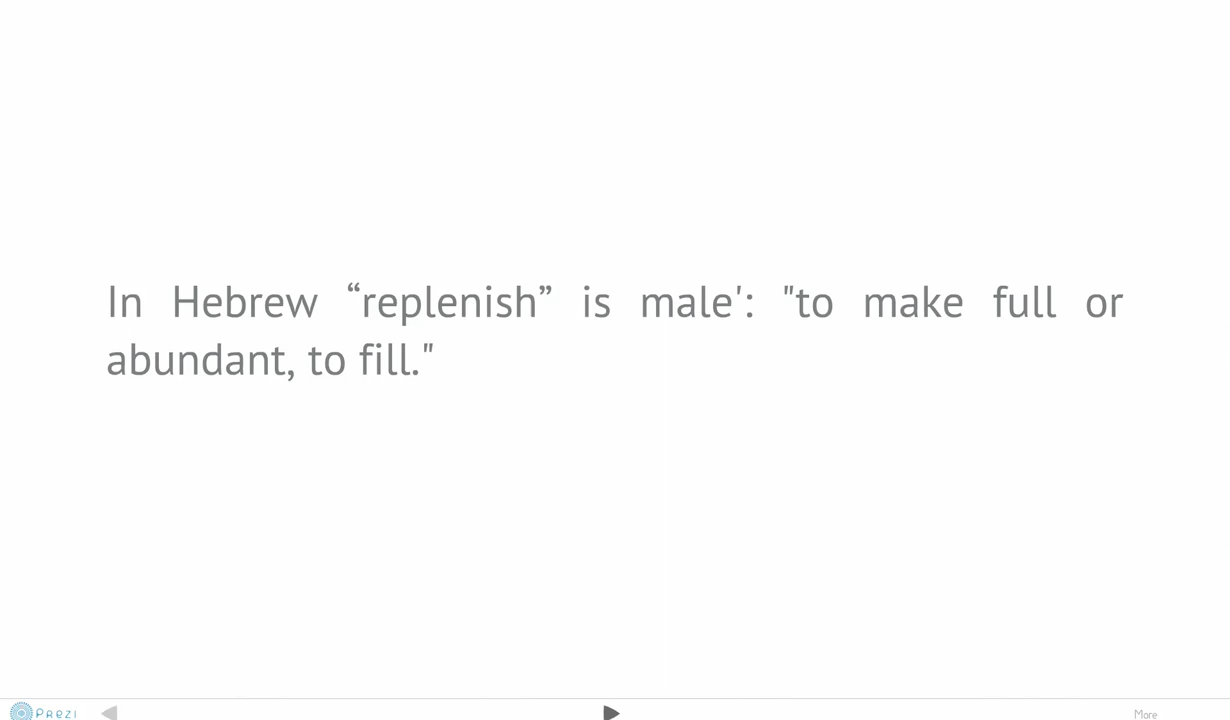 In Hebrew “replenish” is male': "to make full or
abundant, to fill."
Prezi
More